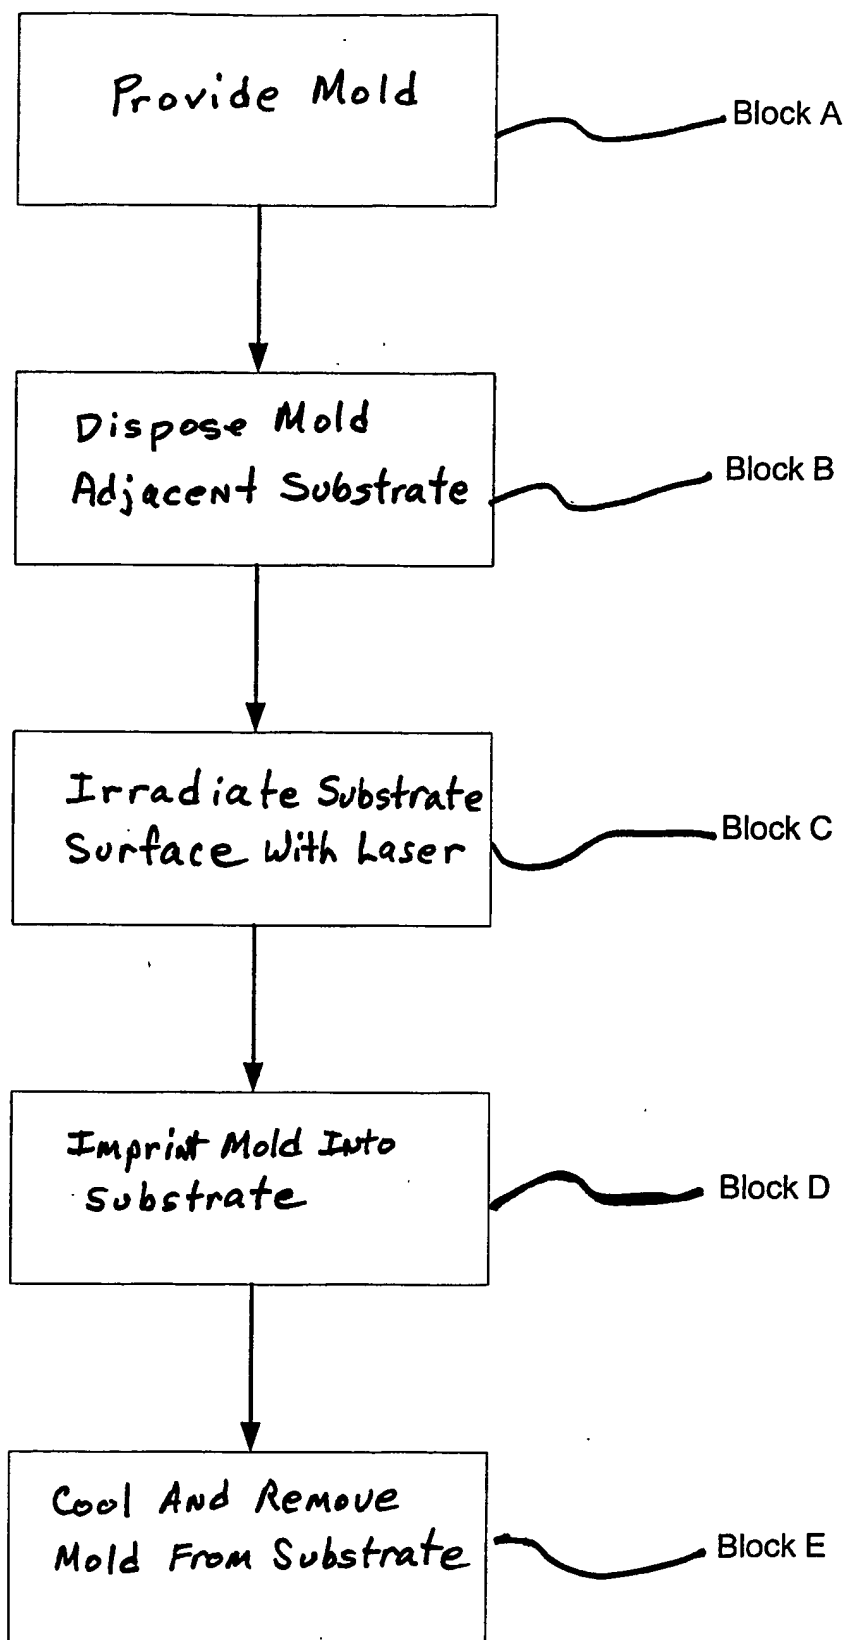 Provide Mold
Block A
Dispose Mold
Adjacent Substrate
Block B
Irradiate Substrate
Surface With Laser
Block C
Imprint Mold Into
Substrate
Block D
Cool And Remove
Mold From Substrate
Block E